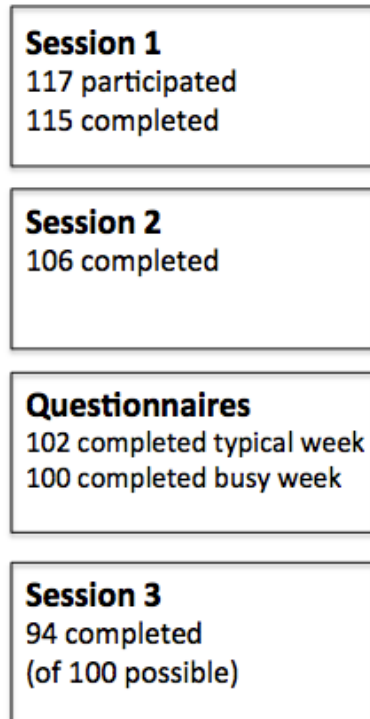 Session 1
117 participated
115 completed
Session 2
106 completed
Questionnaires
102 completed typical week
100 completed busy week
Session 3
94 completed
(of 100 possible)